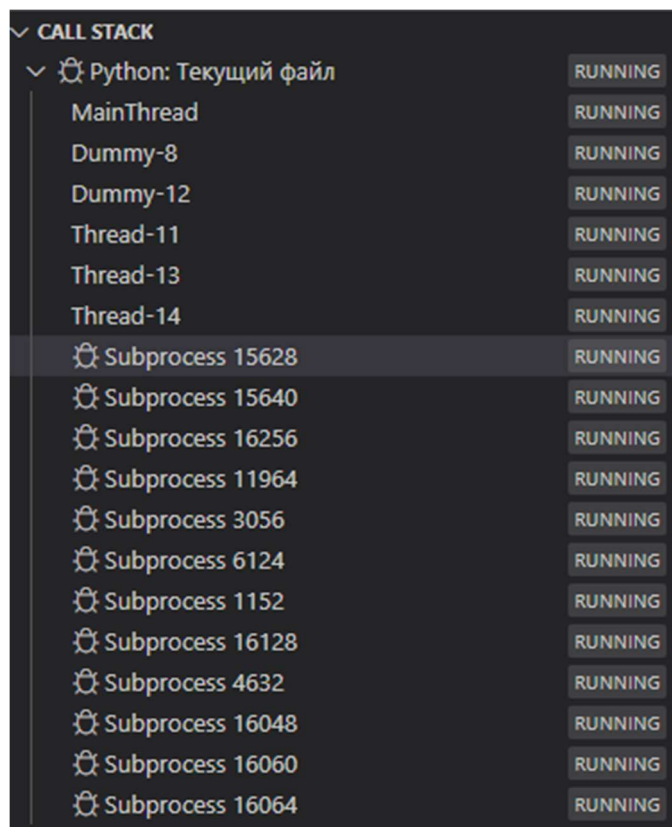 CALL STACK
Python: Текущий файл RUNNING
MainThread RUNNING
Dummy-8 RUNNING
Dummy-12 RUNNING
Thread-11 RUNNING
Thread-13 RUNNING
Thread-14 RUNNING
Subprocess 15628 RUNNING
Subprocess 15640 RUNNING
Subprocess 16256 RUNNING
Subprocess 11964 RUNNING
Subprocess 3056 RUNNING
Subprocess 6124 RUNNING
Subprocess 1152 RUNNING
Subprocess 16128 RUNNING
Subprocess 4632 RUNNING
Subprocess 16048 RUNNING
Subprocess 16060 RUNNING
Subprocess 16064 RUNNING